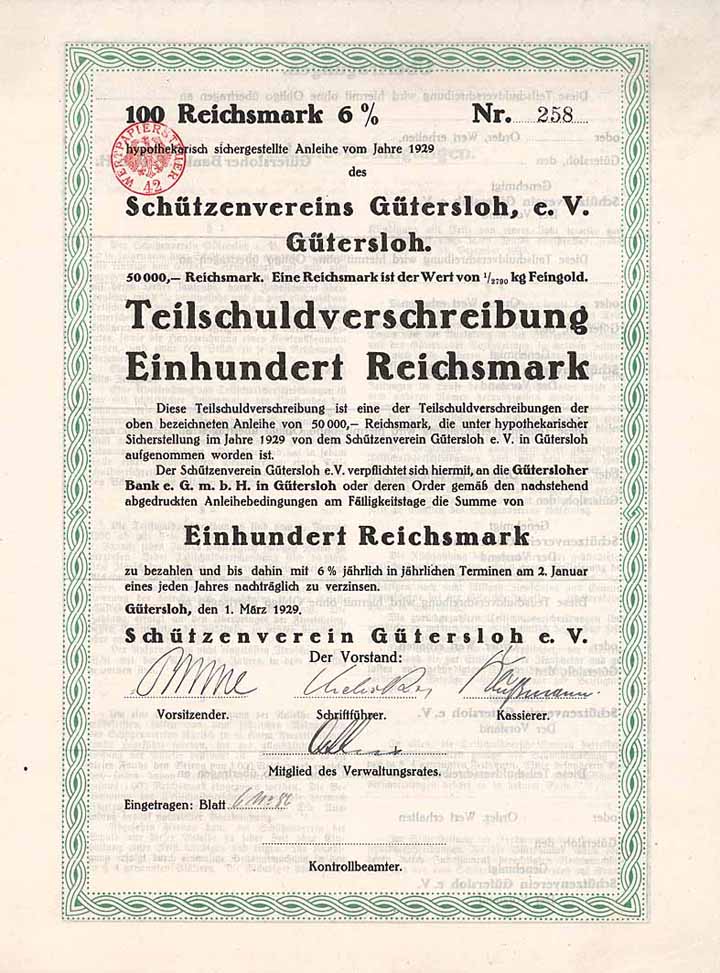 100 Reichsmark 6 % Nr. 258
WERTPAPIERSTEUER
42
hypothekarisch sichergestellte Anleihe vom Jahre 1929
des
Schützenvereins Gütersloh, e. V.
Gütersloh.
50 000,— Reichsmark. Eine Reichsmark ist der Wert von 1/2790 kg Feingold.
Teilschuldverschreibung
Einhundert Reichsmark
Diese Teilschuldverschreibung ist eine der Teilschuldverschreibungen der
oben bezeichneten Anleihe von 50 000,— Reichsmark, die unter hypothekarischer
Sicherstellung im Jahre 1929 von dem Schützenverein Gütersloh e. V. in Gütersloh
aufgenommen worden ist.
Der Schützenverein Gütersloh e. V. verpflichtet sich hiermit, an die Gütersloher
Bank e. G. m. b. H. in Gütersloh oder deren Order gemäß den nachstehend
abgedruckten Anleihebedingungen am Fälligkeitstage die Summe von
Einhundert Reichsmark
zu bezahlen und bis dahin mit 6 % jährlich in jährlichen Terminen am 2. Januar
eines jeden Jahres nachträglich zu verzinsen.
Gütersloh, den 1. März 1929.
Schützenverein Gütersloh e. V.
Der Vorstand:
Vorsitzender. Schriftführer. Kassierer.
Mitglied des Verwaltungsrates.
Eingetragen: Blatt
Kontrollbeamter.